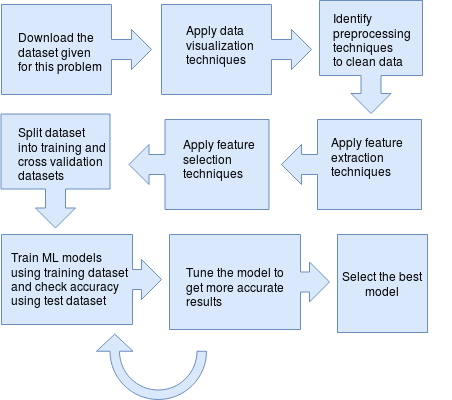 Download the
dataset given
for this problem
Apply data
visualization
techniques
Identify
preprocessing
techniques
to clean data
Apply feature
extraction
techniques
Apply feature
selection
techniques
Split dataset
into training and
cross validation
datasets
Train ML models
using training dataset
and check accuracy
using test dataset
Tune the model to
get more accurate
results
Select the best
model